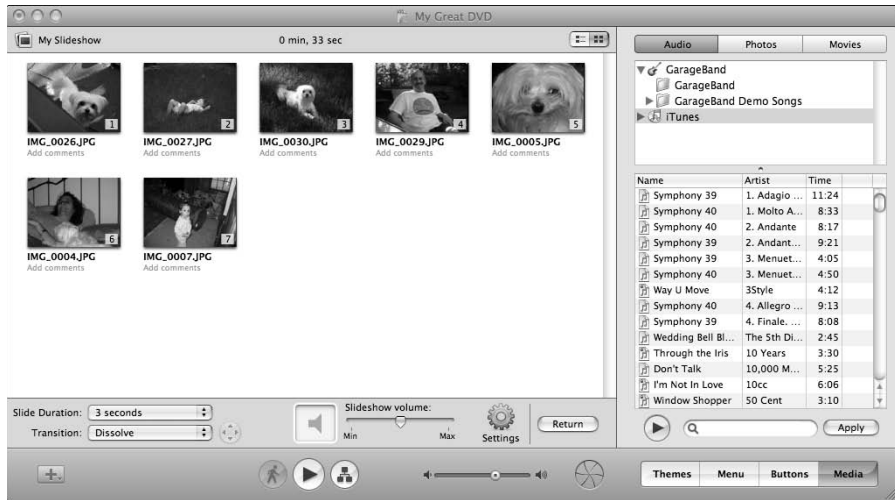 My Great DVD
My Slideshow 0 min, 33 sec
1 2 3 4 5
IMG_0026.JPG IMG_0027.JPG IMG_0030.JPG IMG_0029.JPG IMG_0005.JPG
Add comments Add comments Add comments Add comments Add comments
6 7
IMG_0004.JPG IMG_0007.JPG
Add comments Add comments
Slide Duration: 3 seconds
Transition: Dissolve
Slideshow volume:
Min Max
Settings
Return
Audio Photos Movies
GarageBand
GarageBand
GarageBand Demo Songs
iTunes
Name Artist Time
Symphony 39 1. Adagio ... 11:24
Symphony 40 1. Molto A... 8:33
Symphony 40 2. Andante 8:17
Symphony 39 2. Andant... 9:21
Symphony 39 3. Menuet... 4:05
Symphony 40 3. Menuet... 4:50
Way U Move 3Style 4:12
Symphony 40 4. Allegro ... 9:13
Symphony 39 4. Finale. ... 8:08
Wedding Bell Bl... The 5th Di... 2:45
Through the Iris 10 Years 3:30
Don't Talk 10,000 M... 5:25
I'm Not In Love 10cc 6:06
Window Shopper 50 Cent 3:10
Apply
Themes Menu Buttons Media